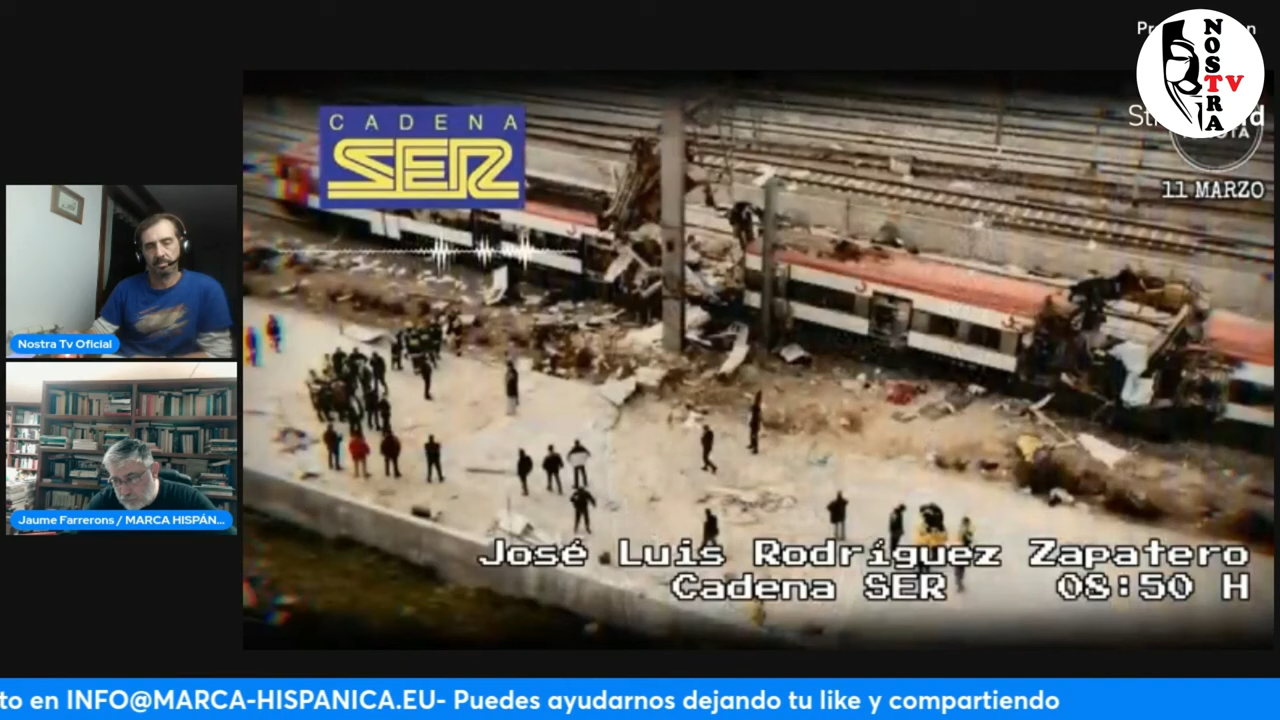 NOSTRA
TV
CADENA
SER
11 MARZO
Nostra Tv Oficial
Jaume Farrerons / MARCA HISPÁN...
José Luis Rodríguez Zapatero
Cadena SER 08:50 H
to en INFO@MARCA-HISPANICA.EU- Puedes ayudarnos dejando tu like y compartiendo